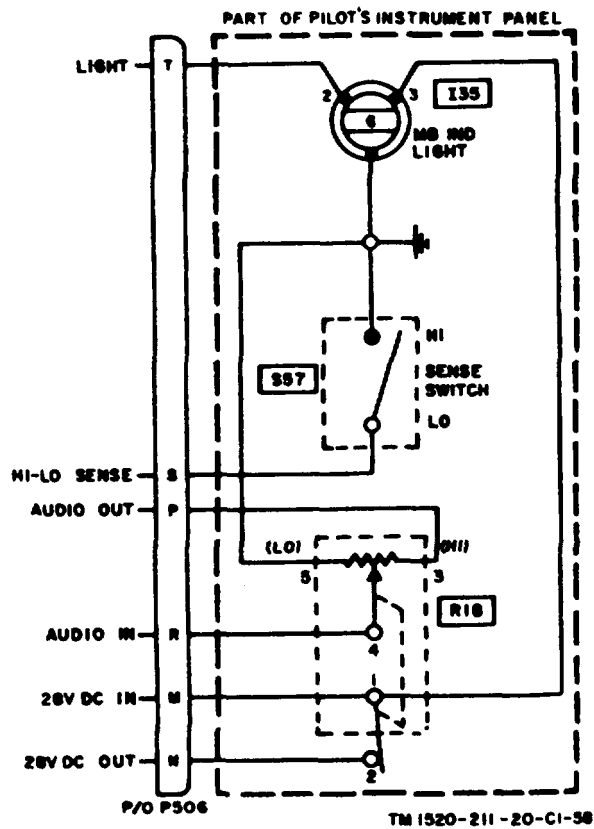 PART OF PILOT'S INSTRUMENT PANEL
LIGHT
T
2
3
I35
G
MB IND
LIGHT
HI
S57
SENSE
SWITCH
LO
HI-LO SENSE
S
AUDIO OUT
P
(LO)
(HI)
5
3
R18
AUDIO IN
R
4
28V DC IN
M
28V DC OUT
N
2
P/O P506
TM 1520-211-20-C1-58